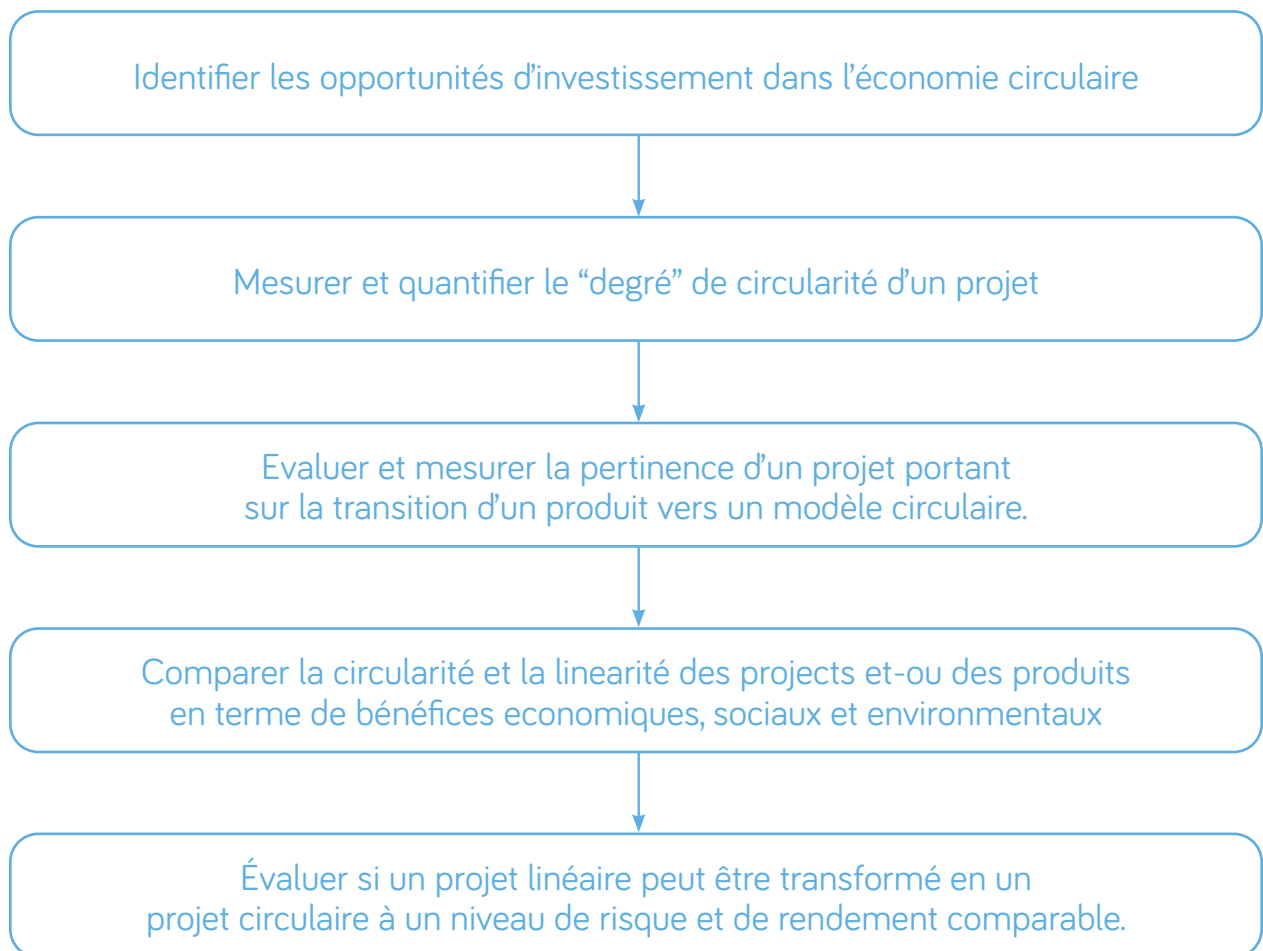 Identifier les opportunités d’investissement dans l’économie circulaire
Mesurer et quantifier le “degré” de circularité d’un projet
Evaluer et mesurer la pertinence d’un projet portant
sur la transition d’un produit vers un modèle circulaire.
Comparer la circularité et la linearité des projects et-ou des produits
en terme de bénéfices economiques, sociaux et environmentaux
Évaluer si un projet linéaire peut être transformé en un
projet circulaire à un niveau de risque et de rendement comparable.